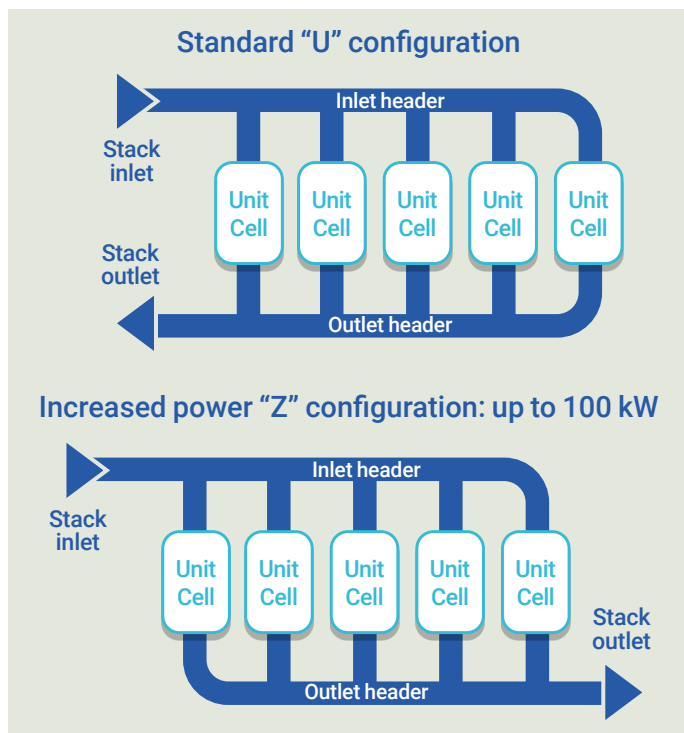 Standard “U” configuration
Inlet header
Stack
inlet
Unit
Cell
Unit
Cell
Unit
Cell
Unit
Cell
Unit
Cell
Stack
outlet
Outlet header
Increased power “Z” configuration: up to 100 kW
Inlet header
Stack
inlet
Unit
Cell
Unit
Cell
Unit
Cell
Unit
Cell
Unit
Cell
Stack
outlet
Outlet header